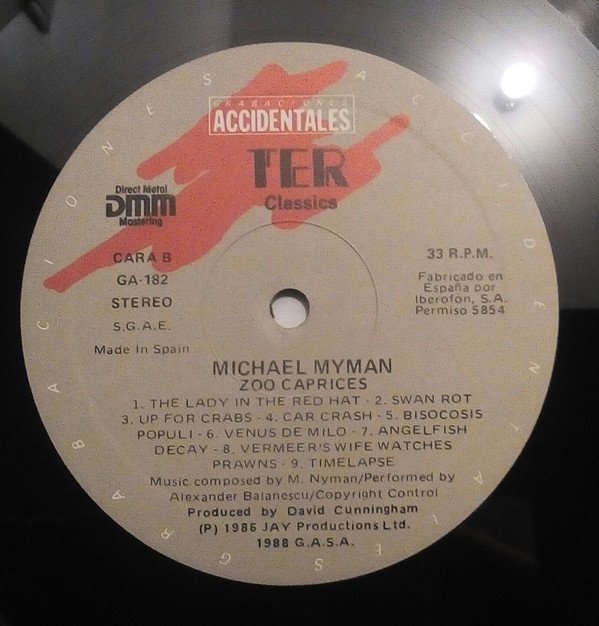 GRABACIONES
ACCIDENTALES
TER
Classics
Direct Metal
DMM
Mastering
CARA B
GA-182
STEREO
S.G.A.E.
Made In Spain
33 R.P.M.
Fabricado en
España por
Iberofon, S.A.
Permiso 5854
MICHAEL MYMAN
ZOO CAPRICES
1. THE LADY IN THE RED HAT - 2. SWAN ROT
3. UP FOR CRABS - 4. CAR CRASH - 5. BISOCOSIS
POPULI - 6. VENUS DE MILO - 7. ANGELFISH
DECAY - 8. VERMEER'S WIFE WATCHES
PRAWNS - 9. TIMELAPSE
Music composed by M. Nyman/Performed by
Alexander Balanescu/Copyright Control
Produced by David Cunningham
(P) 1986 JAY Productions Ltd.
1988 G.A.S.A.
GRABACIONES ACCIDENTALES